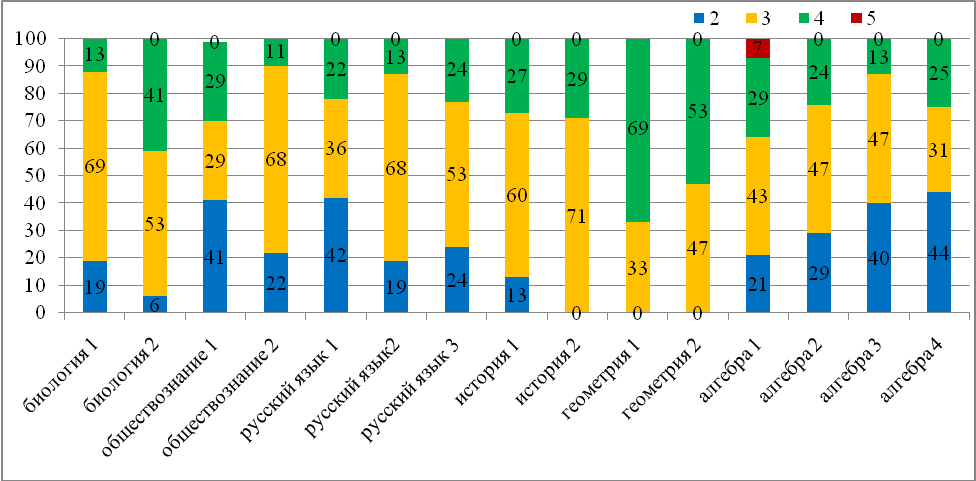 2 3 4 5
100
90
80
70
60
50
40
30
20
10
0
0 0 0 0 0 0 0 0 7 0 0 0
13 41 29 11 22 13 24 27 29 69 53 29 24 13 25
69 53 29 68 36 68 53 60 71 33 47 43 47 47 31
19 6 41 22 42 19 24 13 0 0 0 21 29 40 44
биология 1
биология 2
обществознание 1
обществознание 2
русский язык 1
русский язык2
русский язык 3
история 1
история 2
геометрия 1
геометрия 2
алгебра 1
алгебра 2
алгебра 3
алгебра 4